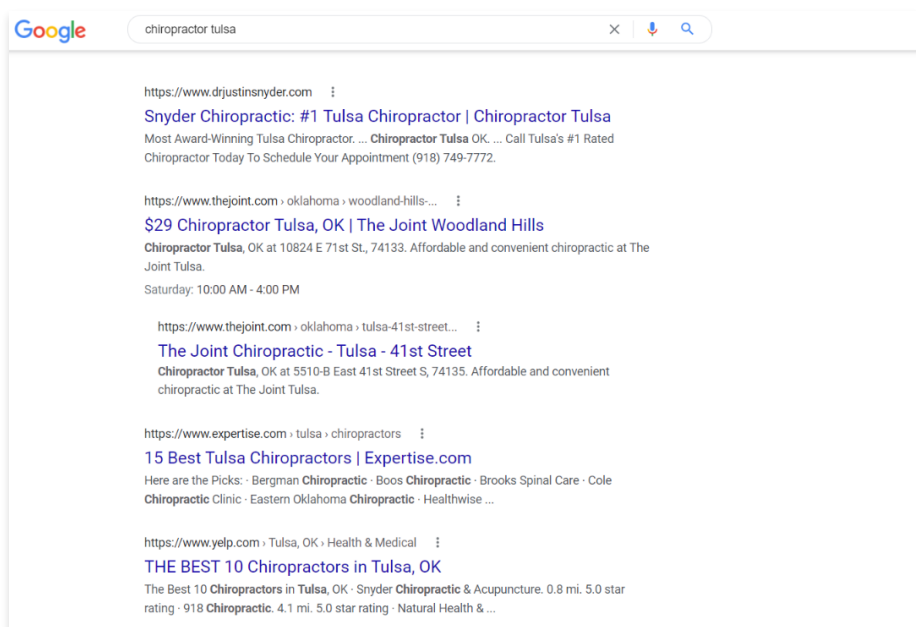 Google chiropractor tulsa
https://www.drjustinsnyder.com
Snyder Chiropractic: #1 Tulsa Chiropractor | Chiropractor Tulsa
Most Award-Winning Tulsa Chiropractor. ... Chiropractor Tulsa OK. ... Call Tulsa's #1 Rated
Chiropractor Today To Schedule Your Appointment (918) 749-7772.
https://www.thejoint.com › oklahoma › woodland-hills-...
$29 Chiropractor Tulsa, OK | The Joint Woodland Hills
Chiropractor Tulsa, OK at 10824 E 71st St., 74133. Affordable and convenient chiropractic at The
Joint Tulsa.
Saturday: 10:00 AM - 4:00 PM
https://www.thejoint.com › oklahoma › tulsa-41st-street...
The Joint Chiropractic - Tulsa - 41st Street
Chiropractor Tulsa, OK at 5510-B East 41st Street S, 74135. Affordable and convenient
chiropractic at The Joint Tulsa.
https://www.expertise.com › tulsa › chiropractors
15 Best Tulsa Chiropractors | Expertise.com
Here are the Picks: · Bergman Chiropractic · Boos Chiropractic · Brooks Spinal Care · Cole
Chiropractic Clinic · Eastern Oklahoma Chiropractic · Healthwise ...
https://www.yelp.com › Tulsa, OK › Health & Medical
THE BEST 10 Chiropractors in Tulsa, OK
The Best 10 Chiropractors in Tulsa, OK · Snyder Chiropractic & Acupuncture. 0.8 mi. 5.0 star
rating · 918 Chiropractic. 4.1 mi. 5.0 star rating · Natural Health & ...